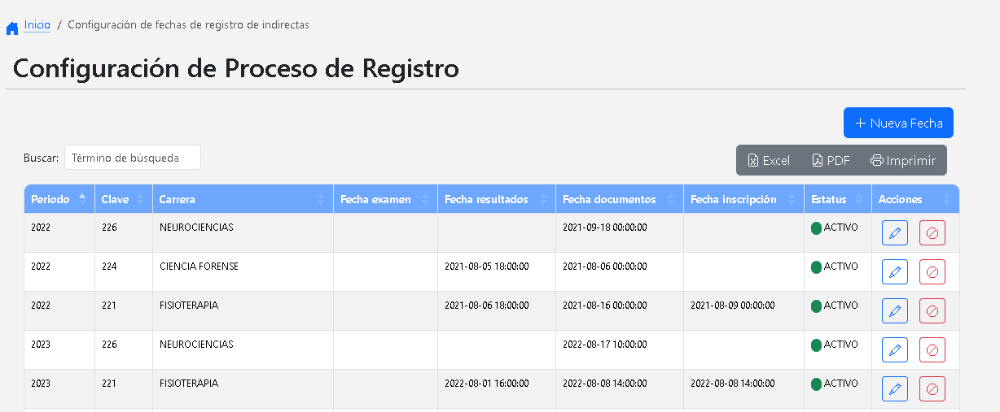 Inicio / Configuración de fechas de registro de indirectas
Configuración de Proceso de Registro
+ Nueva Fecha
Buscar: Término de búsqueda Excel PDF Imprimir
Periodo Clave Carrera Fecha examen Fecha resultados Fecha documentos Fecha inscripción Estatus Acciones
2022 226 NEUROCIENCIAS 2021-09-18 00:00:00 ACTIVO
2022 224 CIENCIA FORENSE 2021-08-05 18:00:00 2021-08-06 00:00:00 ACTIVO
2022 221 FISIOTERAPIA 2021-08-06 18:00:00 2021-08-16 00:00:00 2021-08-09 00:00:00 ACTIVO
2023 226 NEUROCIENCIAS 2022-08-17 10:00:00 ACTIVO
2023 221 FISIOTERAPIA 2022-08-01 16:00:00 2022-08-08 14:00:00 2022-08-08 14:00:00 ACTIVO